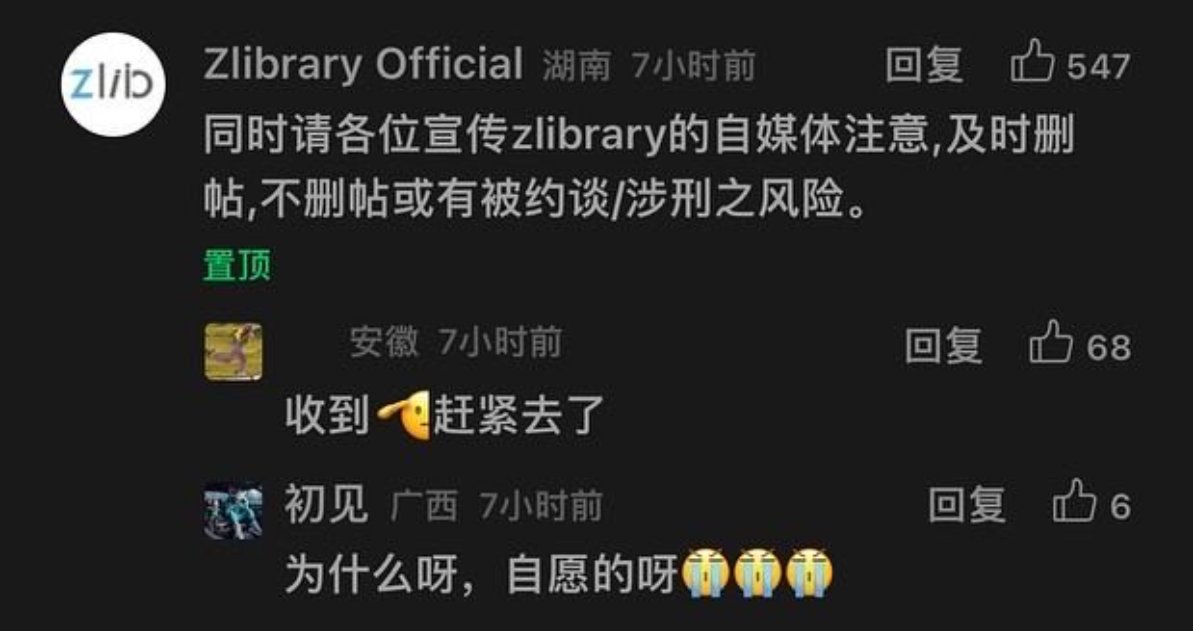 zlib
Zlibrary Official 湖南 7小时前 回复 547
同时请各位宣传zlibrary的自媒体注意,及时删
帖,不删帖或有被约谈/涉刑之风险。
置顶
安徽 7小时前 回复 68
收到赶紧去了
初见 广西 7小时前 回复 6
为什么呀，自愿的呀